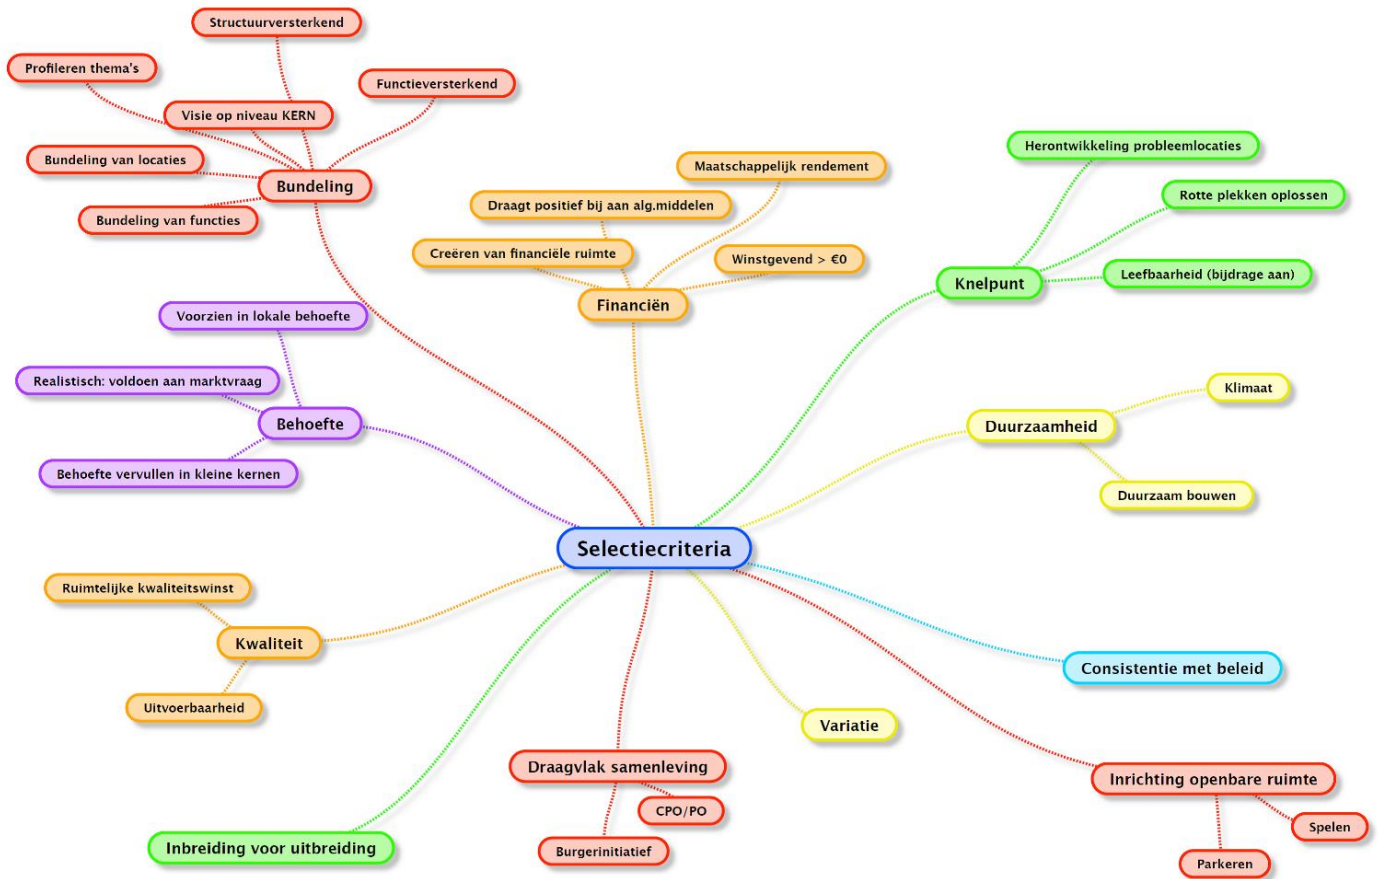 Structuurversterkend
Profileren thema's
Functieversterkend
Visie op niveau KERN
Bundeling van locaties
Bundeling
Bundeling van functies
Maatschappelijk rendement
Draagt positief bij aan alg.middelen
Creëren van financiële ruimte
Winstgevend > €0
Financiën
Herontwikkeling probleemlocaties
Rotte plekken oplossen
Leefbaarheid (bijdrage aan)
Knelpunt
Voorzien in lokale behoefte
Realistisch: voldoen aan marktvraag
Behoefte
Behoefte vervullen in kleine kernen
Klimaat
Duurzaamheid
Duurzaam bouwen
Selectiecriteria
Ruimtelijke kwaliteitswinst
Kwaliteit
Uitvoerbaarheid
Consistentie met beleid
Variatie
Draagvlak samenleving
CPO/PO
Burgerinitiatief
Inrichting openbare ruimte
Spelen
Parkeren
Inbreiding voor uitbreiding